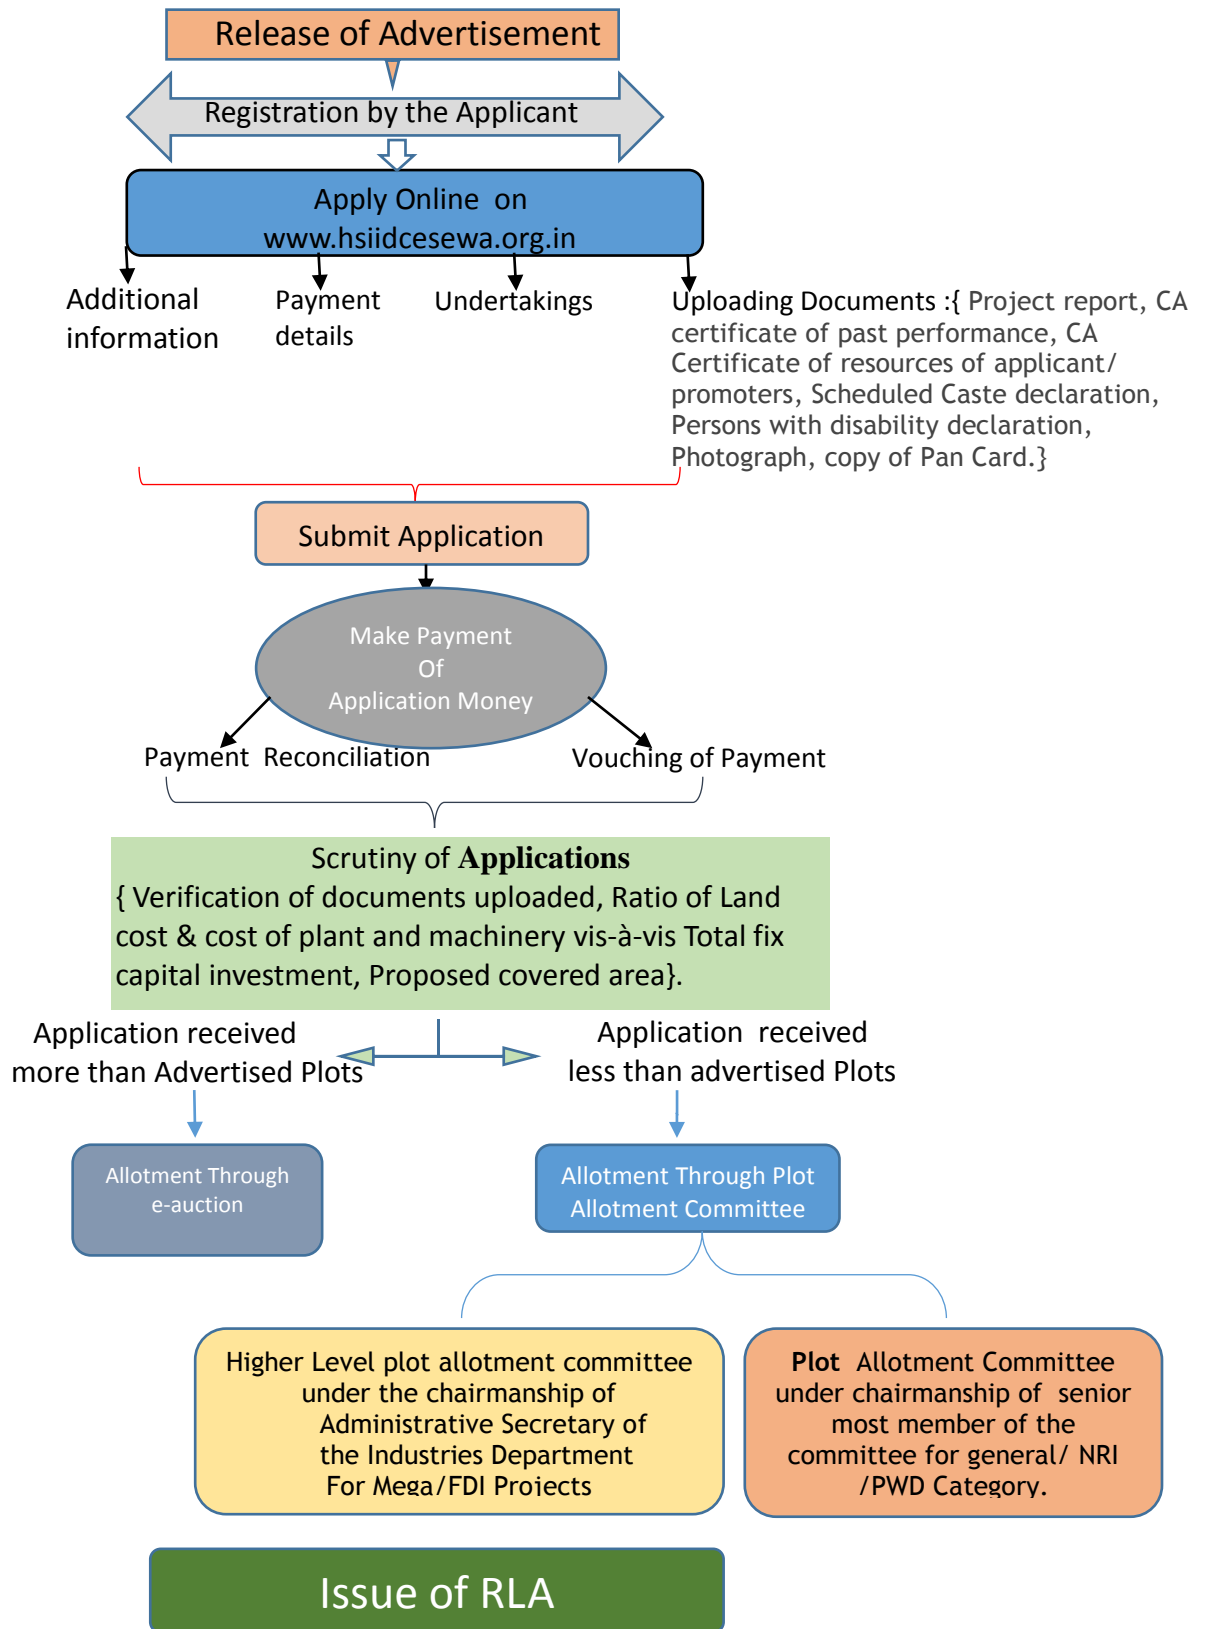 Release of Advertisement
Registration by the Applicant
Apply Online on
www.hsiidcesewa.org.in
Additional
information
Payment
details
Undertakings
Uploading Documents :{ Project report, CA
certificate of past performance, CA
Certificate of resources of applicant/
promoters, Scheduled Caste declaration,
Persons with disability declaration,
Photograph, copy of Pan Card.}
Submit Application
Make Payment
Of
Application Money
Payment Reconciliation
Vouching of Payment
Scrutiny of Applications
{ Verification of documents uploaded, Ratio of Land
cost & cost of plant and machinery vis-à-vis Total fix
capital investment, Proposed covered area}.
Application received
more than Advertised Plots
Application received
less than advertised Plots
Allotment Through
e-auction
Allotment Through Plot
Allotment Committee
Higher Level plot allotment committee
under the chairmanship of
Administrative Secretary of
the Industries Department
For Mega/FDI Projects
Plot Allotment Committee
under chairmanship of senior
most member of the
committee for general/ NRI
/PWD Category.
Issue of RLA